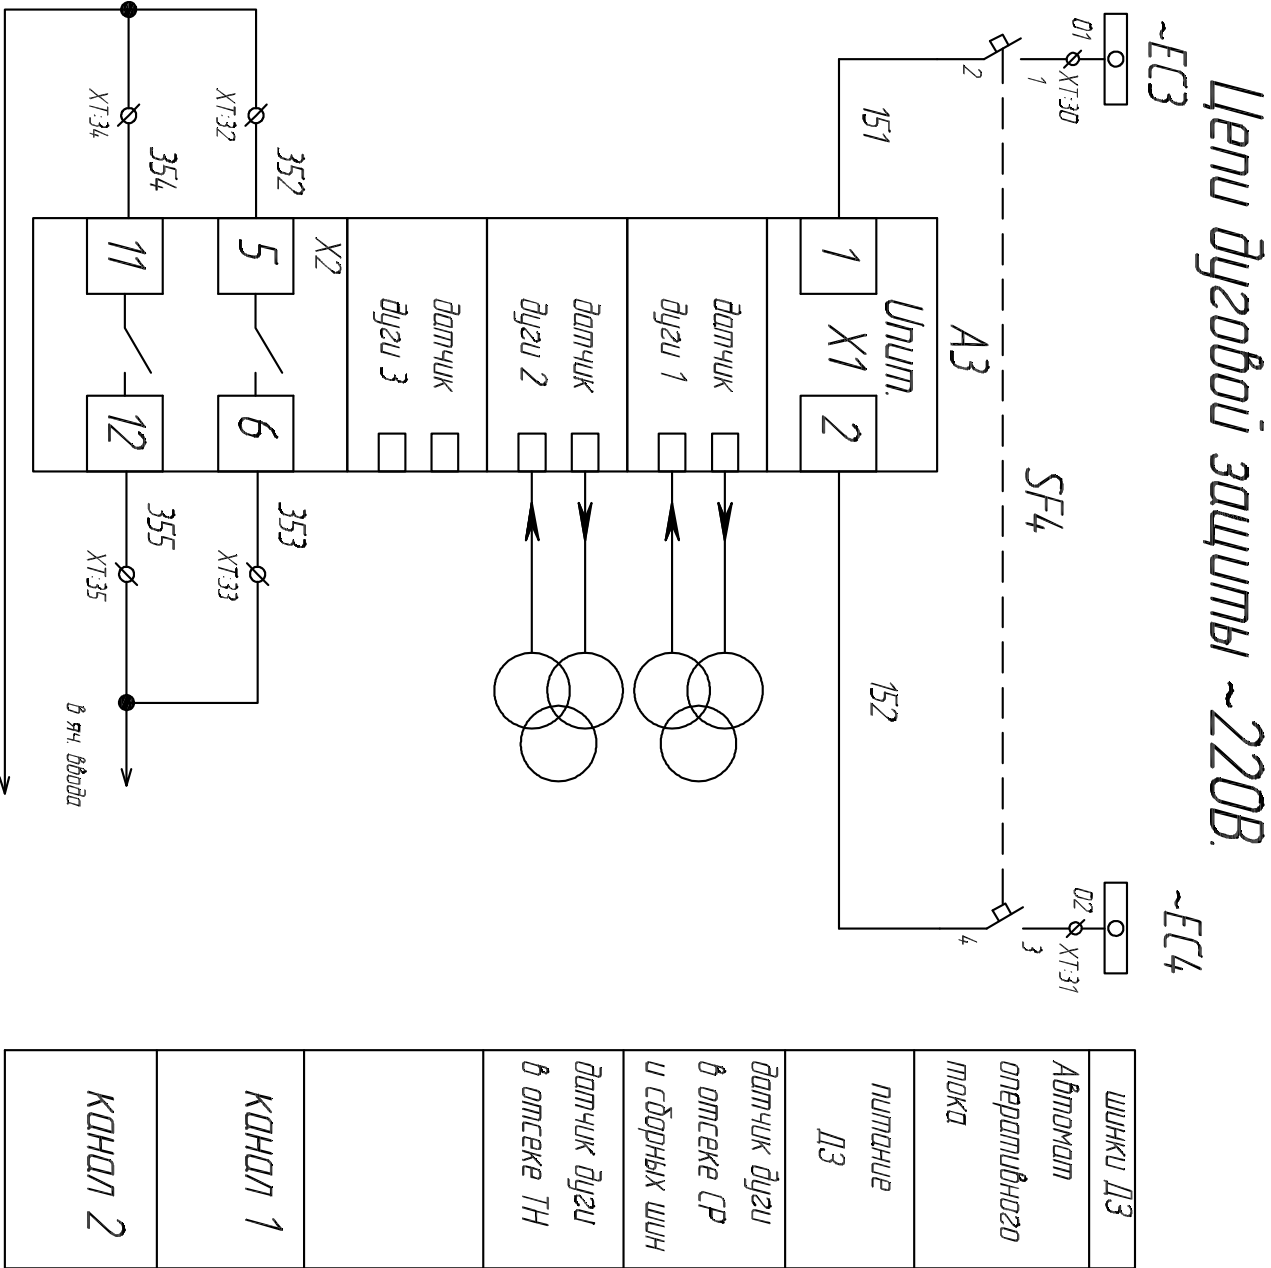 Цепи дуговой защиты ~220В.
~EC3
~EC4
01
XT:30
1
2
02
XT:31
3
4
SF4
151
152
A3
Uпит.
1
X1
2
датчик
дуги 1
датчик
дуги 2
датчик
дуги 3
X2
352
XT:32
5
6
353
XT:33
354
XT:34
11
12
355
XT:35
в яч. ввода
шинки ДЗ
Автомат
оперативного
тока
питание
ДЗ
датчик дуги
в отсеке СР
и сборных шин
датчик дуги
в отсеке ТН
канал 1
канал 2